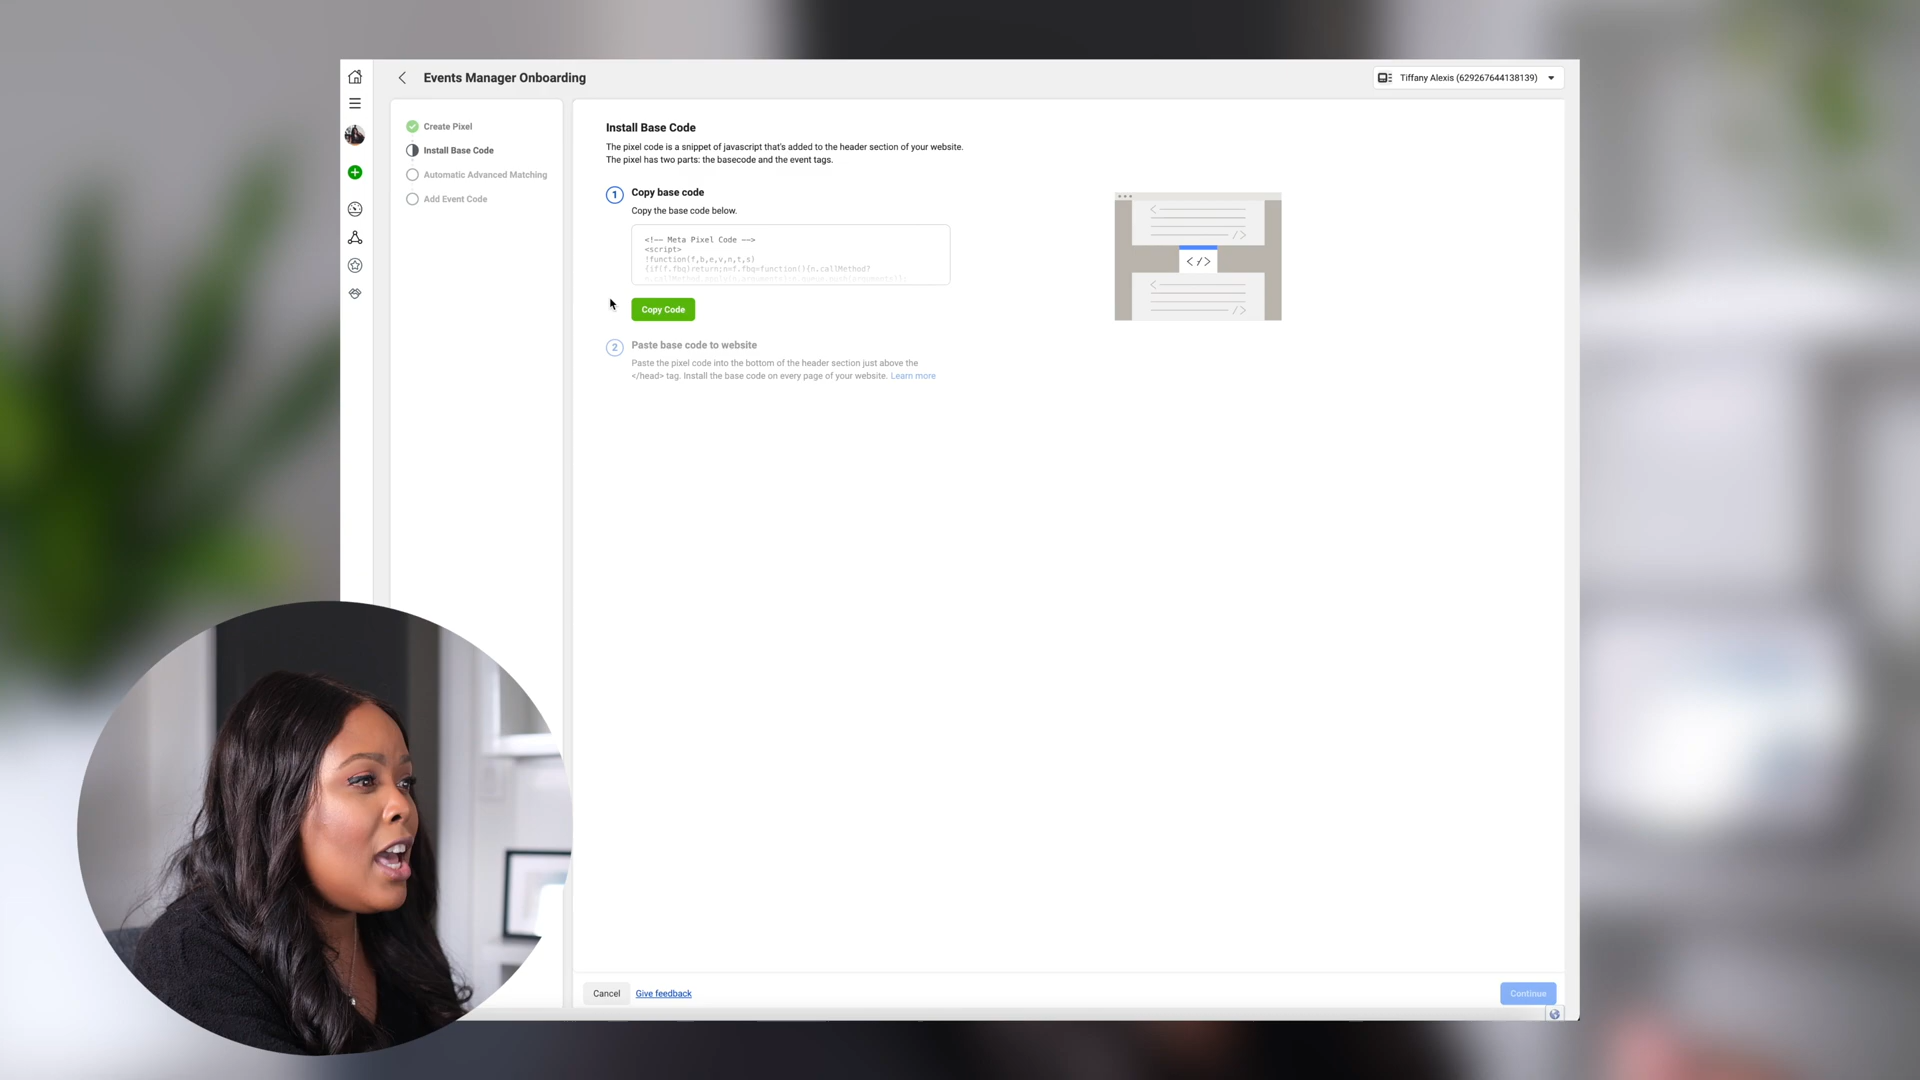 Events Manager Onboarding
Tiffany Alexis (629267644138139)
Create Pixel
Install Base Code
Automatic Advanced Matching
Add Event Code
Install Base Code
The pixel code is a snippet of javascript that's added to the header section of your website.
The pixel has two parts: the basecode and the event tags.
1
Copy base code
Copy the base code below.
<!-- Meta Pixel Code -->
<script>
!function(f,b,e,v,n,t,s)
{if(f.fbq)return;n=f.fbq=function(){n.callMethod?
</>
Copy Code
2
Paste base code to website
Paste the pixel code into the bottom of the header section just above the
</head> tag. Install the base code on every page of your website. Learn more
Cancel
Give feedback
Continue